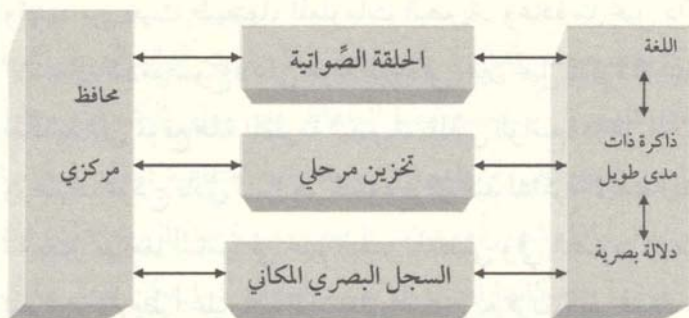 اللغة
ذاكرة ذات
مدى طويل
دلالة بصرية
الحلقة الصَّواتية
تخزين مرحلي
السجل البصري المكاني
محافظ
مركزي